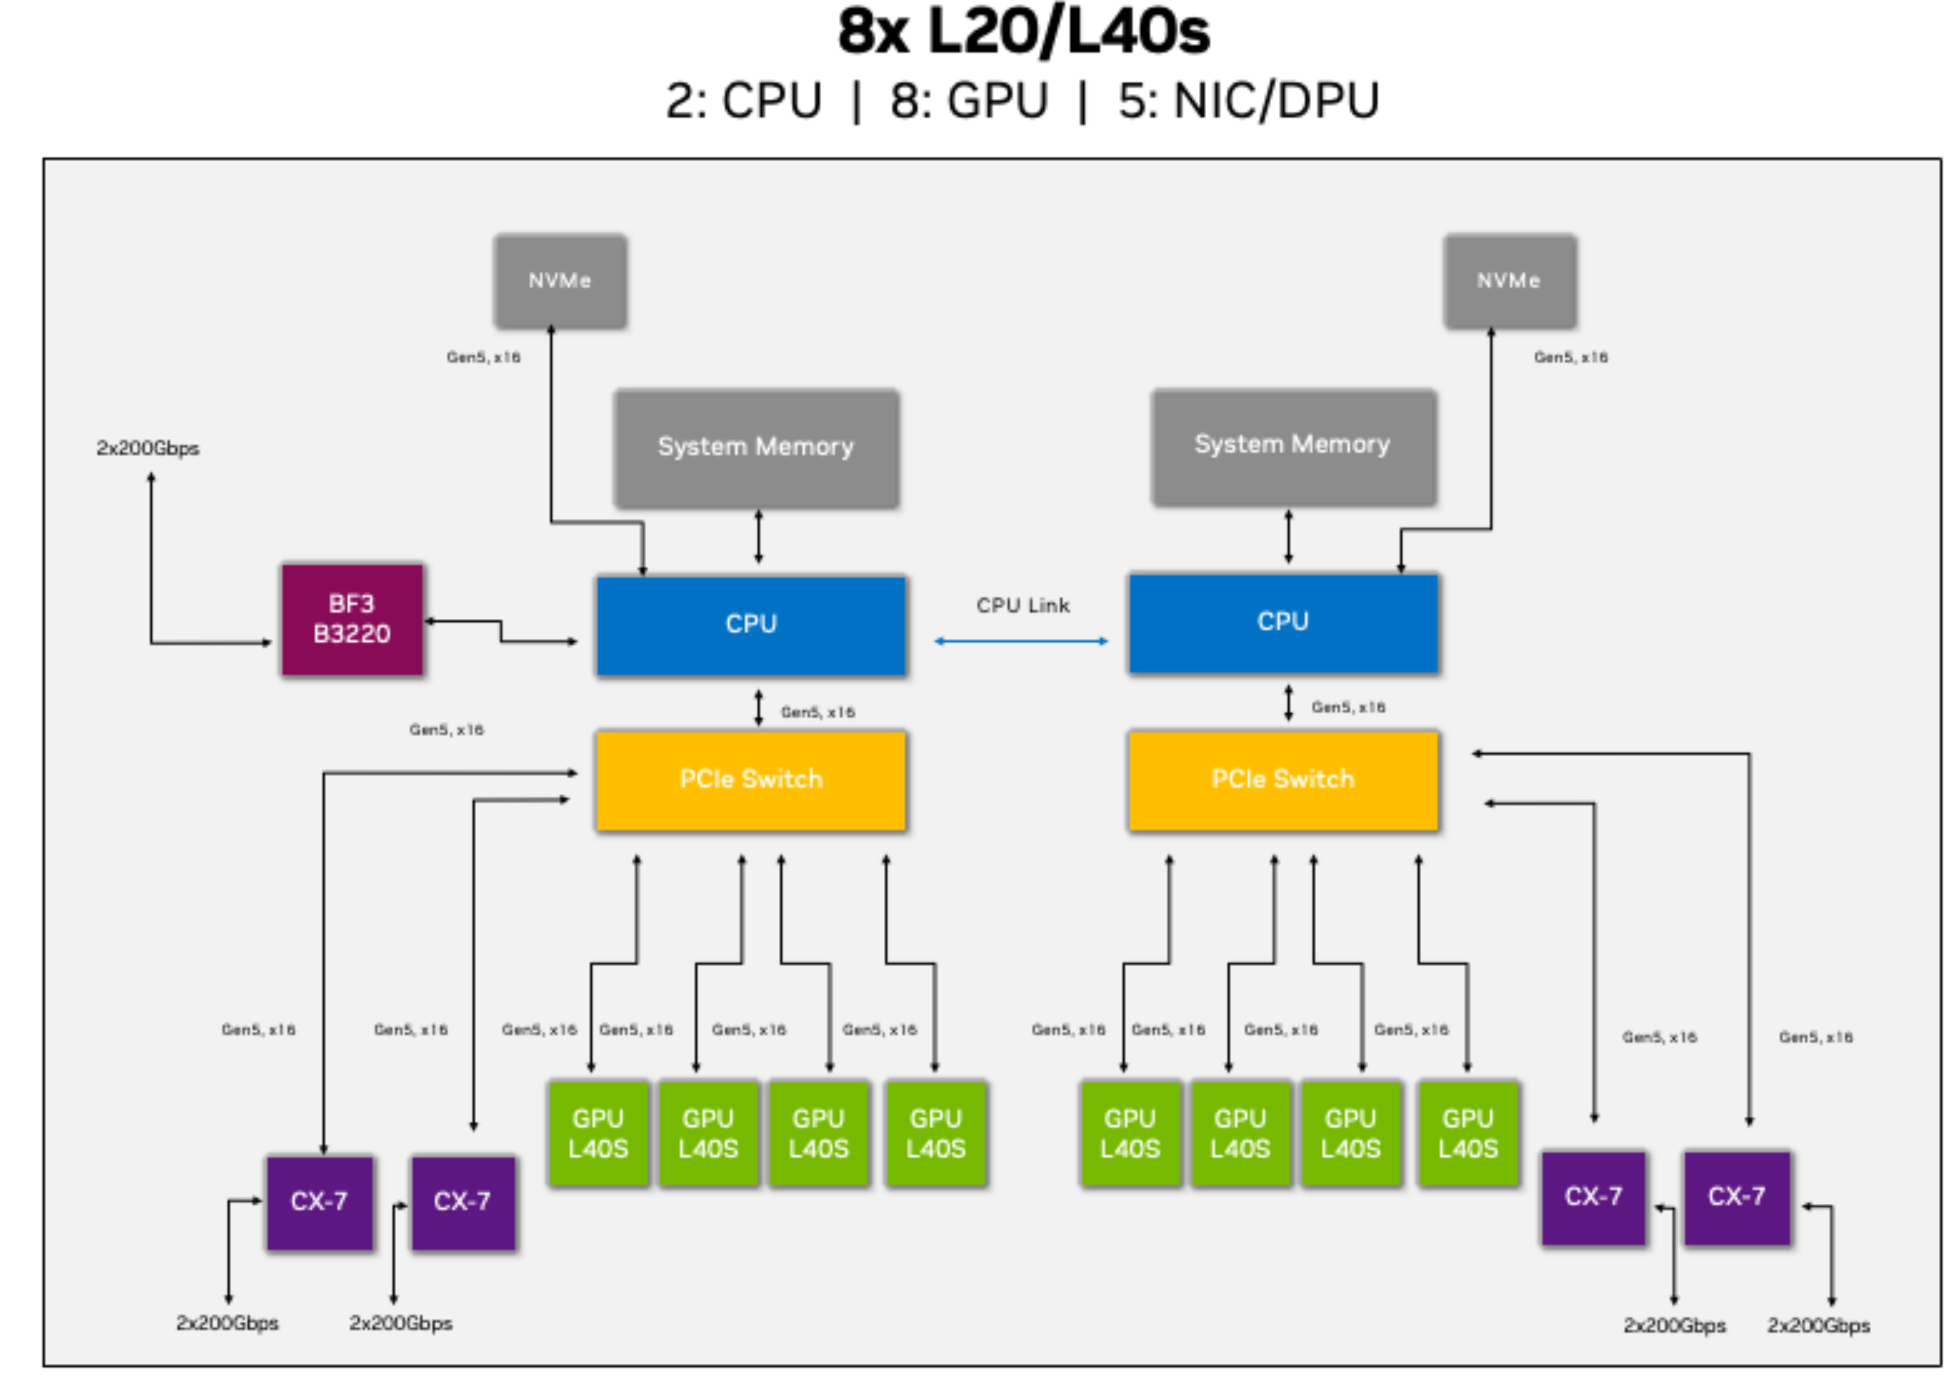 8x L20/L40s
2: CPU | 8: GPU | 5: NIC/DPU
NVMe
NVMe
Gen5, x16
Gen5, x16
System Memory
System Memory
2x200Gbps
BF3
B3220
CPU
CPU Link
CPU
Gen5, x16
Gen5, x16
Gen5, x16
PCIe Switch
PCIe Switch
Gen5, x16
Gen5, x16
Gen5, x16
Gen5, x16
Gen5, x16
Gen5, x16
Gen5, x16
Gen5, x16
Gen5, x16
Gen5, x16
Gen5, x16
Gen5, x16
GPU
L40S
GPU
L40S
GPU
L40S
GPU
L40S
GPU
L40S
GPU
L40S
GPU
L40S
GPU
L40S
CX-7
CX-7
CX-7
CX-7
2x200Gbps
2x200Gbps
2x200Gbps
2x200Gbps